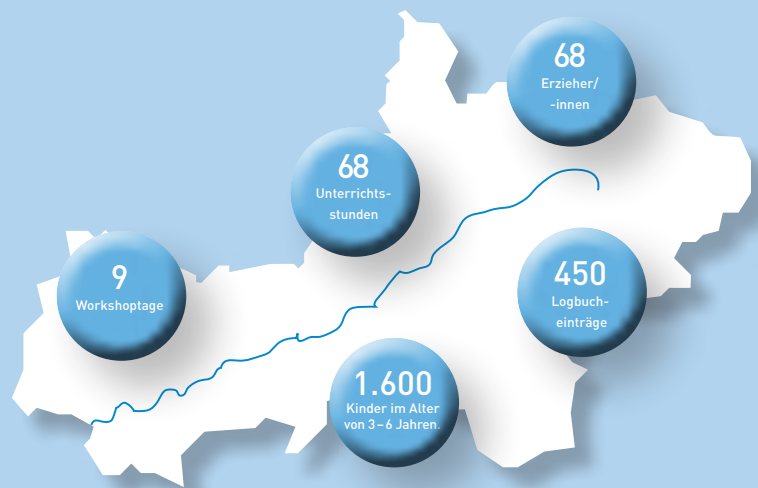 68
Erzieher/
-innen
68
Unterrichts-
stunden
9
Workshoptage
450
Logbuch-
einträge
1.600
Kinder im Alter
von 3–6 Jahren.